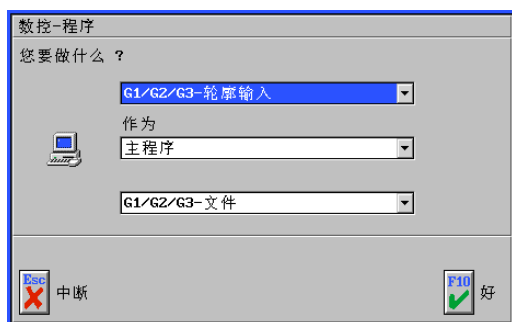 数控-程序
您要做什么 ?
G1/G2/G3-轮廓输入
作为
主程序
G1/G2/G3-文件
Esc 中断
F10 好